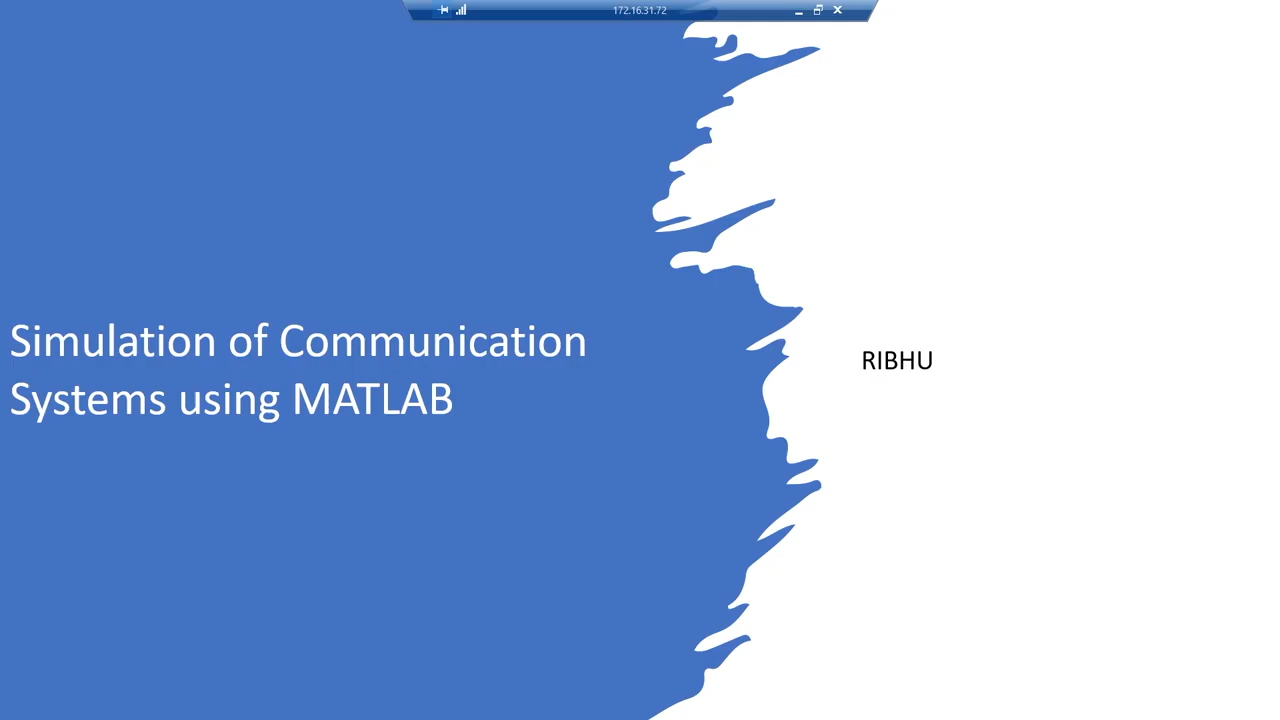 172.16.31.72
Simulation of Communication
Systems using MATLAB
RIBHU